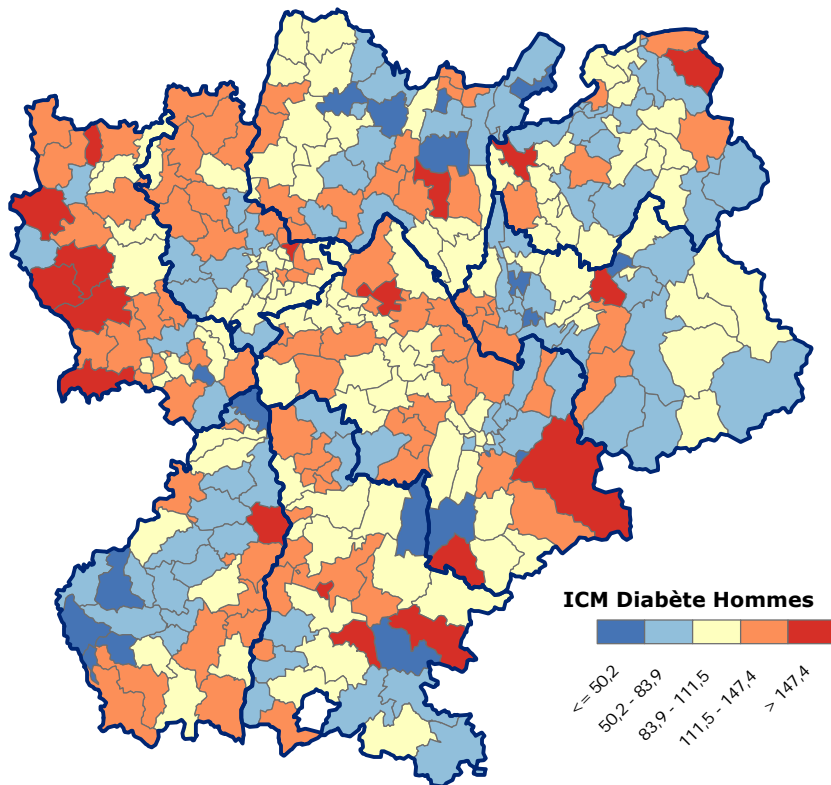 ICM Diabète Hommes
<= 50,2
50,2 - 83,9
83,9 - 111,5
111,5 - 147,4
> 147,4